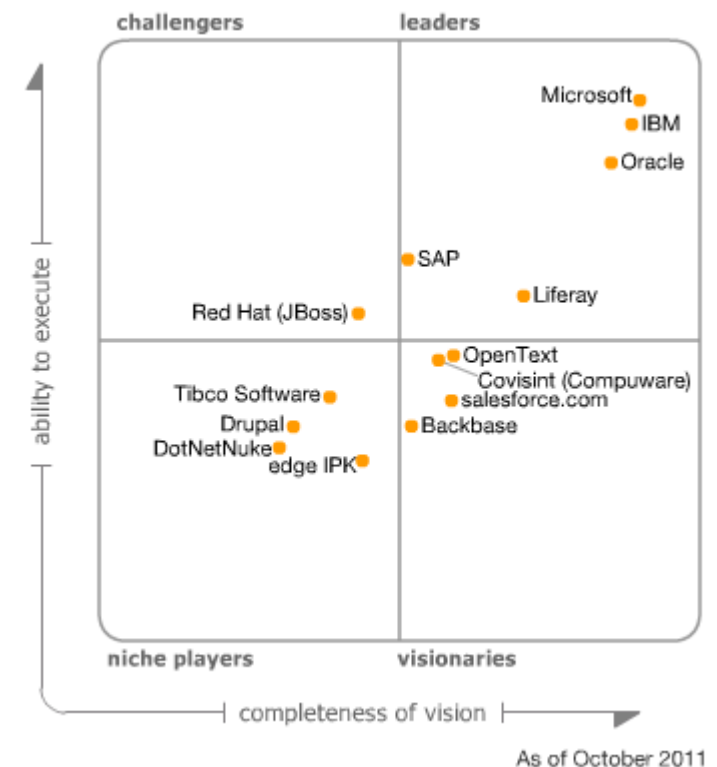 challengers
leaders
Microsoft
IBM
Oracle
SAP
Liferay
Red Hat (JBoss)
ability to execute
OpenText
Covisint (Compuware)
Tibco Software
salesforce.com
Drupal
Backbase
DotNetNuke
edge IPK
niche players
visionaries
completeness of vision
As of October 2011